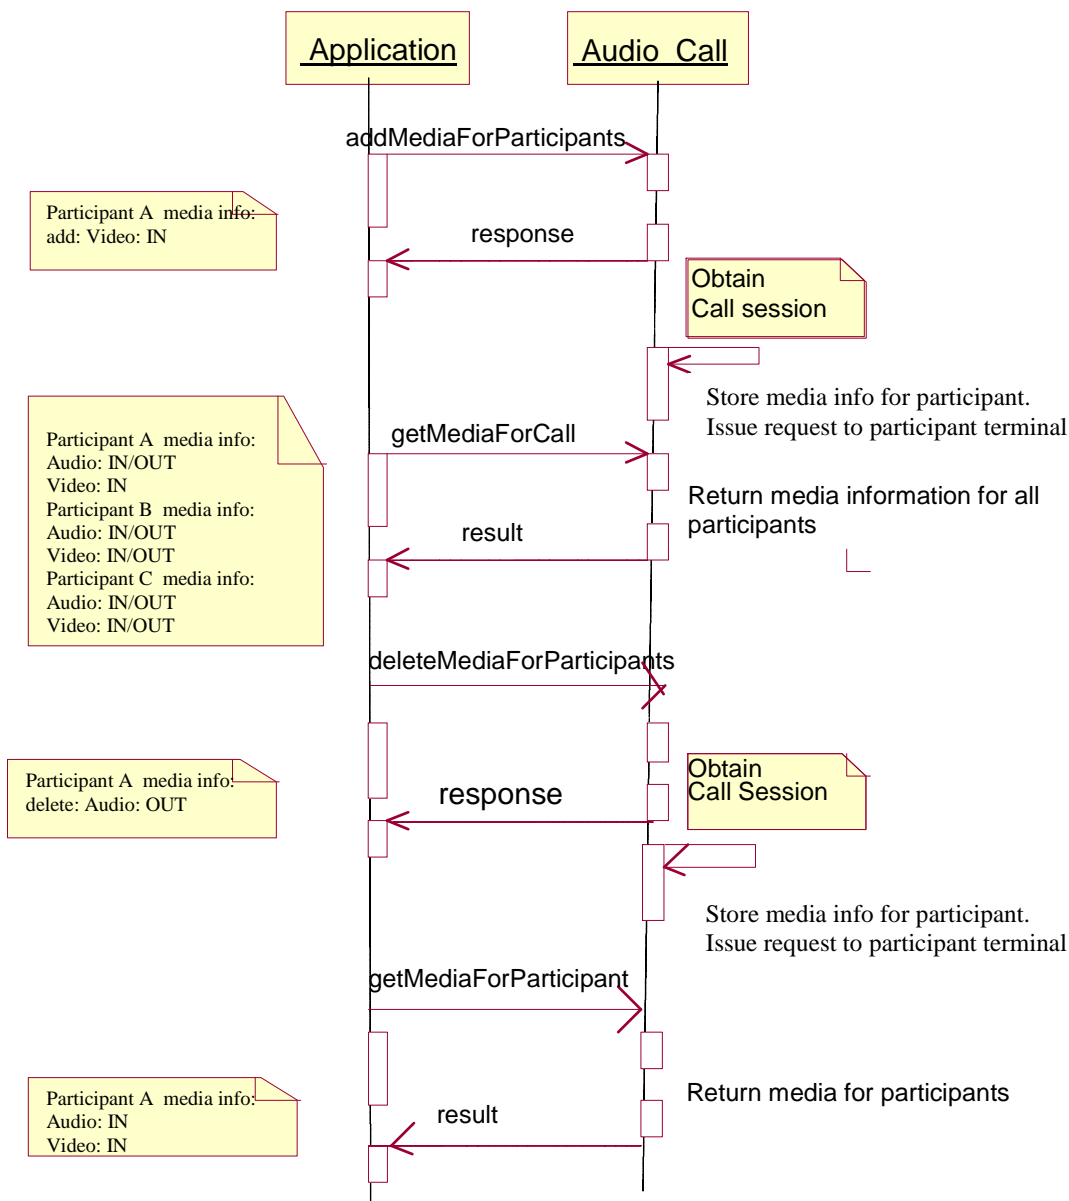 Application
Audio Call
addMediaForParticipants
Participant A media info:
add: Video: IN
response
Obtain
Call session
Store media info for participant.
Issue request to participant terminal
getMediaForCall
Participant A media info:
Audio: IN/OUT
Video: IN
Participant B media info:
Audio: IN/OUT
Video: IN/OUT
Participant C media info:
Audio: IN/OUT
Video: IN/OUT
Return media information for all
participants
result
deleteMediaForParticipants
Participant A media info:
delete: Audio: OUT
response
Obtain
Call Session
Store media info for participant.
Issue request to participant terminal
getMediaForParticipant
Participant A media info:
Audio: IN
Video: IN
Return media for participants
result